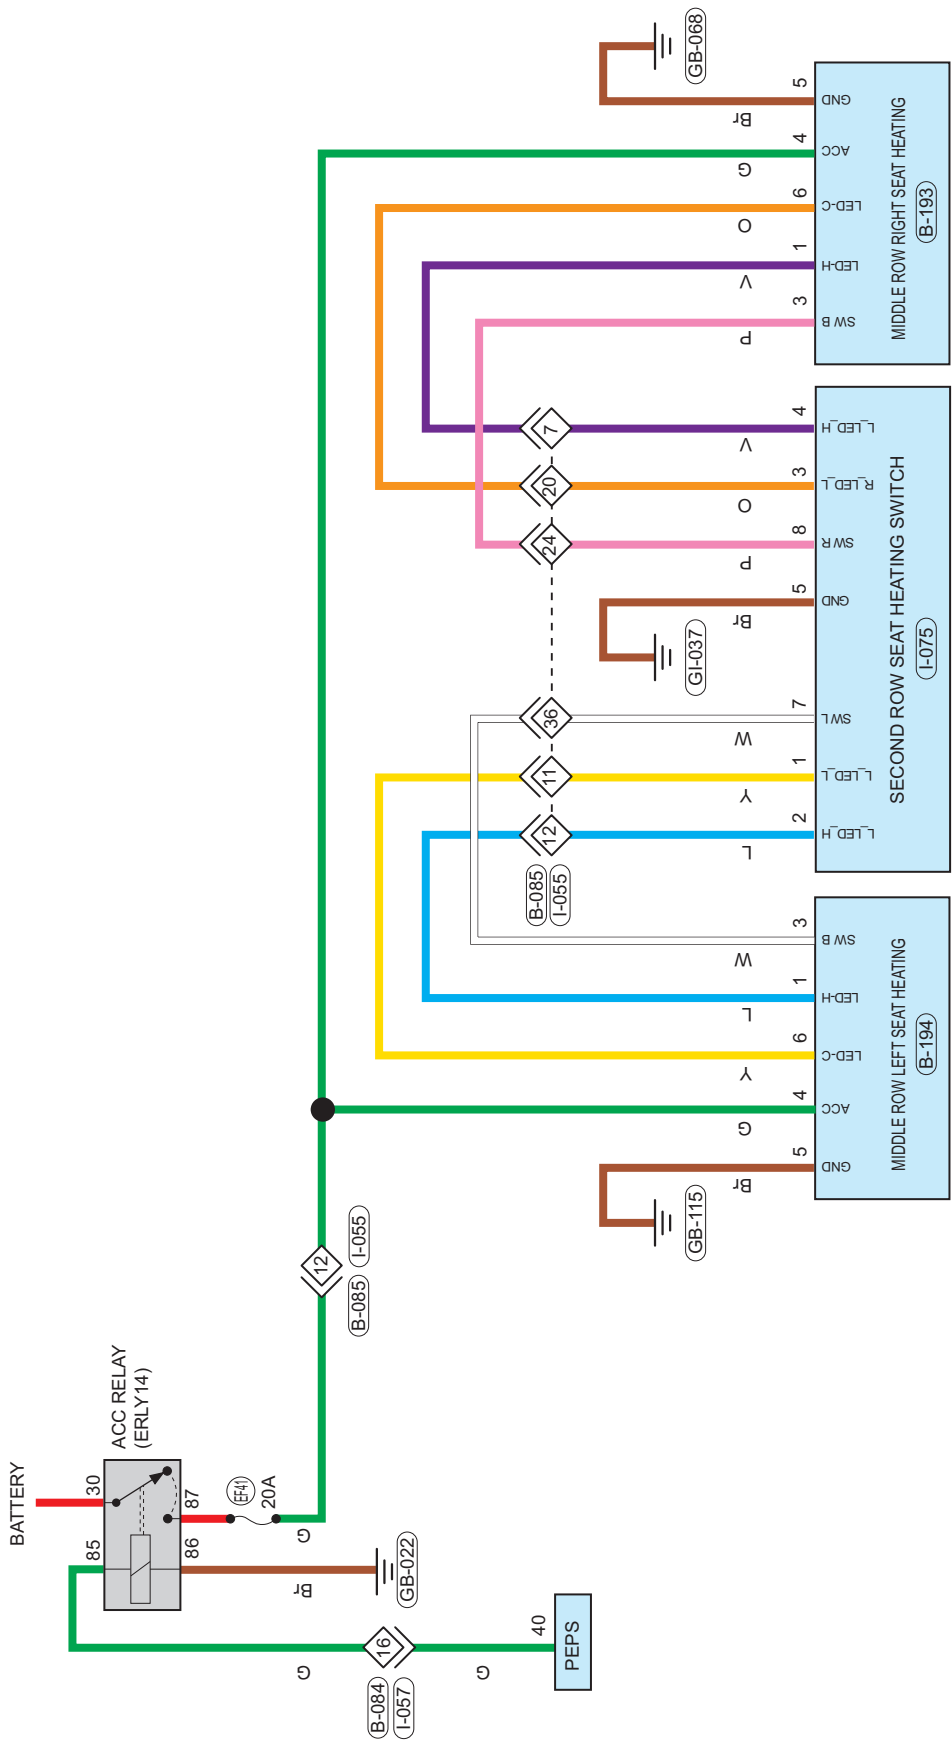 BATTERY
ACC RELAY
(ERLY14)
30
85
87
86
EF41
20A
G
Br
GB-022
G
16
B-084
I-057
G
40
PEPS
12
B-085
I-055
GB-115
Br
5
GND
G
4
ACC
Y
6
LED-C
L
1
LED-H
W
3
SW B
MIDDLE ROW LEFT SEAT HEATING
B-194
B-085
I-055
12
11
36
24
20
7
L
2
L_LED_H
Y
1
L_LED_L
W
7
SW L
GI-037
Br
5
GND
P
8
SW R
O
3
R_LED_L
V
4
L_LED_H
SECOND ROW SEAT HEATING SWITCH
I-075
P
3
SW B
V
1
LED-H
O
6
LED-C
G
4
ACC
Br
5
GND
GB-068
MIDDLE ROW RIGHT SEAT HEATING
B-193